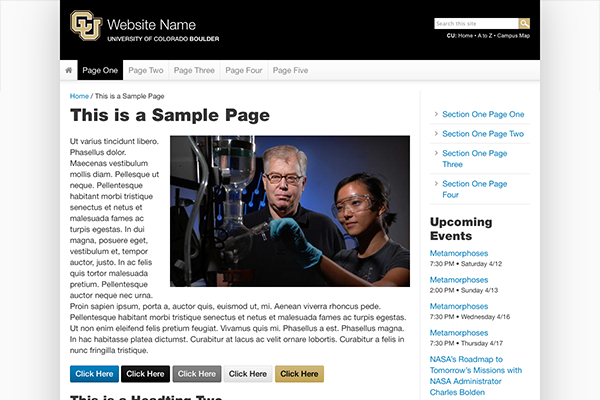 CU
Website Name
UNIVERSITY OF COLORADO BOULDER
Search this site
CU: Home • A to Z • Campus Map
Page One Page Two Page Three Page Four Page Five
Home / This is a Sample Page
This is a Sample Page
Ut varius tincidunt libero.
Phasellus dolor.
Maecenas vestibulum
mollis diam. Pellesque ut
neque. Pellentesque
habitant morbi tristique
senectus et netus et
malesuada fames ac
turpis egestas. In dui
magna, posuere eget,
vestibulum et, tempor
auctor, justo. In ac felis
quis tortor malesuada
pretium. Pellentesque
auctor neque nec urna.
Proin sapien ipsum, porta a, auctor quis, euismod ut, mi. Aenean viverra rhoncus pede.
Pellentesque habitant morbi tristique senectus et netus et malesuada fames ac turpis egestas.
Ut non enim eleifend felis pretium feugiat. Vivamus quis mi. Phasellus a est. Phasellus magna.
In hac habitasse platea dictumst. Curabitur at lacus ac velit ornare lobortis. Curabitur a felis in
nunc fringilla tristique.
Click Here Click Here Click Here Click Here Click Here
This is a Headting Two
Section One Page One
Section One Page Two
Section One Page
Three
Section One Page
Four
Upcoming
Events
Metamorphoses
7:30 PM • Saturday 4/12
Metamorphoses
2:00 PM • Sunday 4/13
Metamorphoses
7:30 PM • Wednesday 4/16
Metamorphoses
7:30 PM • Thursday 4/17
NASA's Roadmap to
Tomorrow's Missions with
NASA Administrator
Charles Bolden